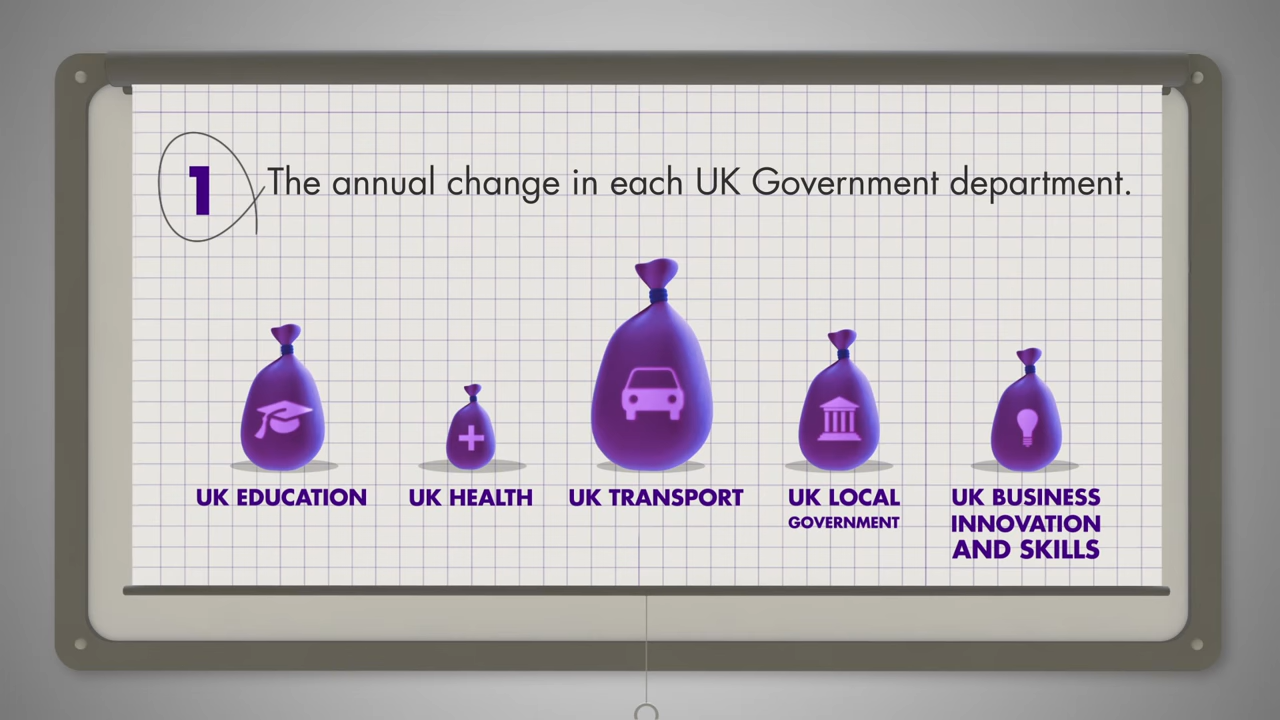 1 The annual change in each UK Government department.
UK EDUCATION
UK HEALTH
UK TRANSPORT
UK LOCAL
GOVERNMENT
UK BUSINESS
INNOVATION
AND SKILLS